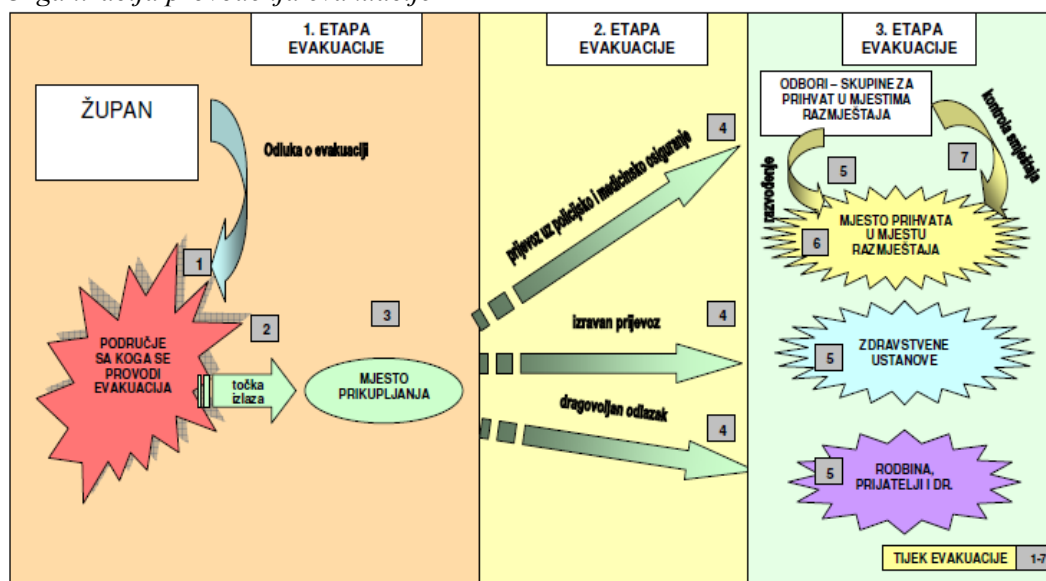 1. ETAPA
EVAKUACIJE
ŽUPAN
Odluka o evakuaciji
1
2
3
PODRUČJE
SA KOGA SE
PROVODI
EVAKUACIJA
točka
izlaza
MJESTO
PRIKUPLJANJA
2. ETAPA
EVAKUACIJE
4
prijevoz uz policijsko i medicinsko osiguranje
4
izravan prijevoz
4
dragovoljan odlazak
3. ETAPA
EVAKUACIJE
ODBORI – SKUPINE ZA
PRIHVAT U MJESTIMA
RAZMJEŠTAJA
kontrola smještaja
5
7
razvođenje
MJESTO PRIHVATA
U MJESTU
RAZMJEŠTAJA
6
ZDRAVSTVENE
USTANOVE
5
RODBINA,
PRIJATELJI I DR.
5
TIJEK EVAKUACIJE 1-7